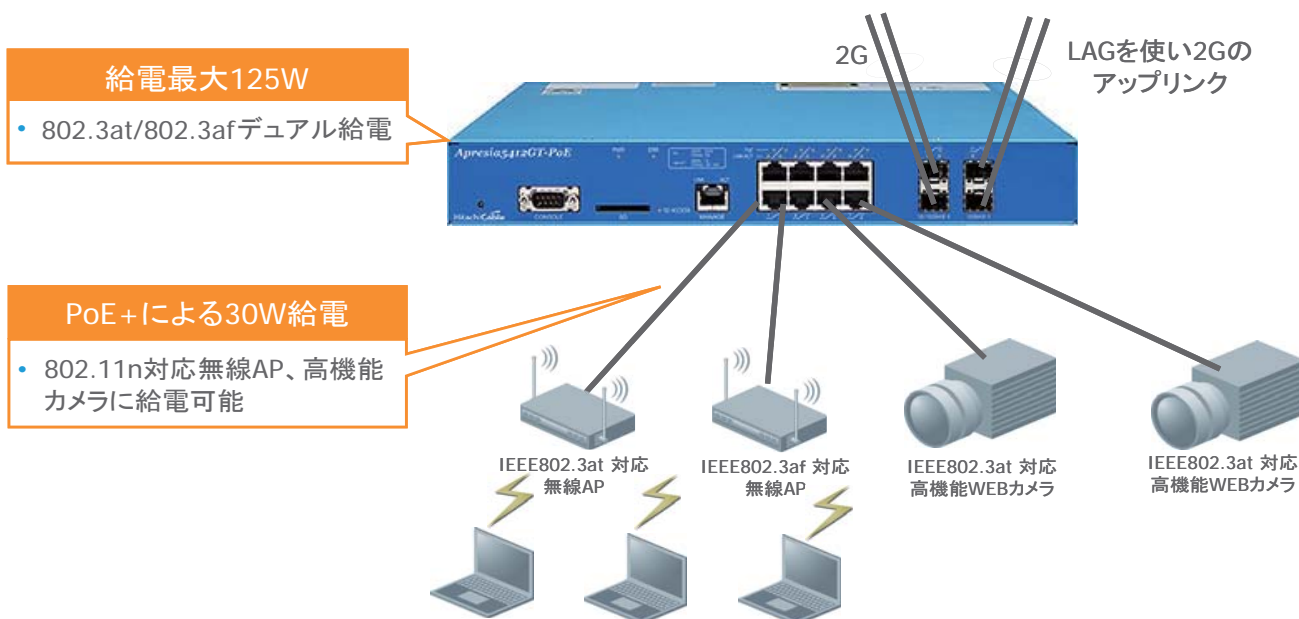 2G
LAGを使い2Gの
アップリンク
給電最大125W
• 802.3at/802.3afデュアル給電
Apresia5412GT-PoE
HitachiCable
CONSOLE
SD
MANAGE
PoE+による30W給電
• 802.11n対応無線AP、高機能
カメラに給電可能
IEEE802.3at 対応
無線AP
IEEE802.3af 対応
無線AP
IEEE802.3at 対応
高機能WEBカメラ
IEEE802.3at 対応
高機能WEBカメラ